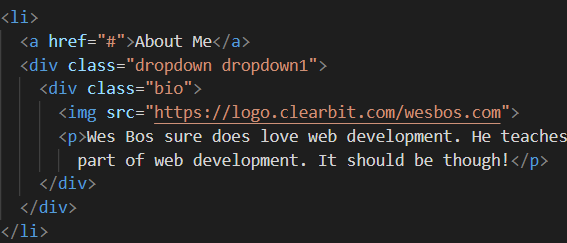 <li>
<a href="#">About Me</a>
<div class="dropdown dropdown1">
<div class="bio">
<img src="https://logo.clearbit.com/wesbos.com">
<p>Wes Bos sure does love web development. He teaches
part of web development. It should be though!</p>
</div>
</div>
</li>